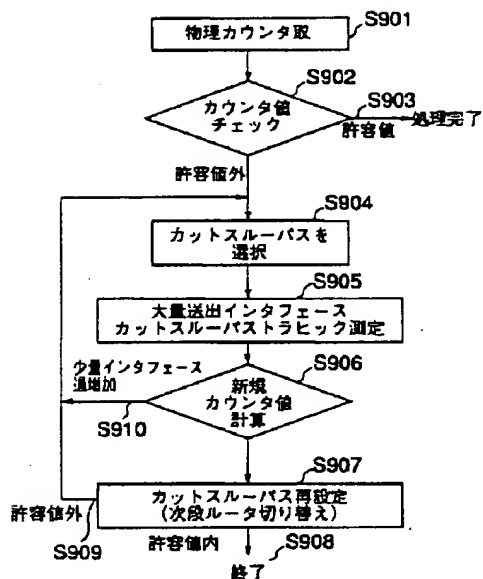 物理カウンタ取
S901
S902
カウンタ値
チェック
S903
許容値
処理完了
許容値外
S904
カットスルーパスを
選択
S905
大量送出インタフェース
カットスルーパストラヒック測定
少量インタフェース
過増加
S906
新規
カウンタ値
計算
S910
S907
カットスルーパス再設定
(次段ルータ切り替え)
許容値外
S909
許容値内
S908
終了